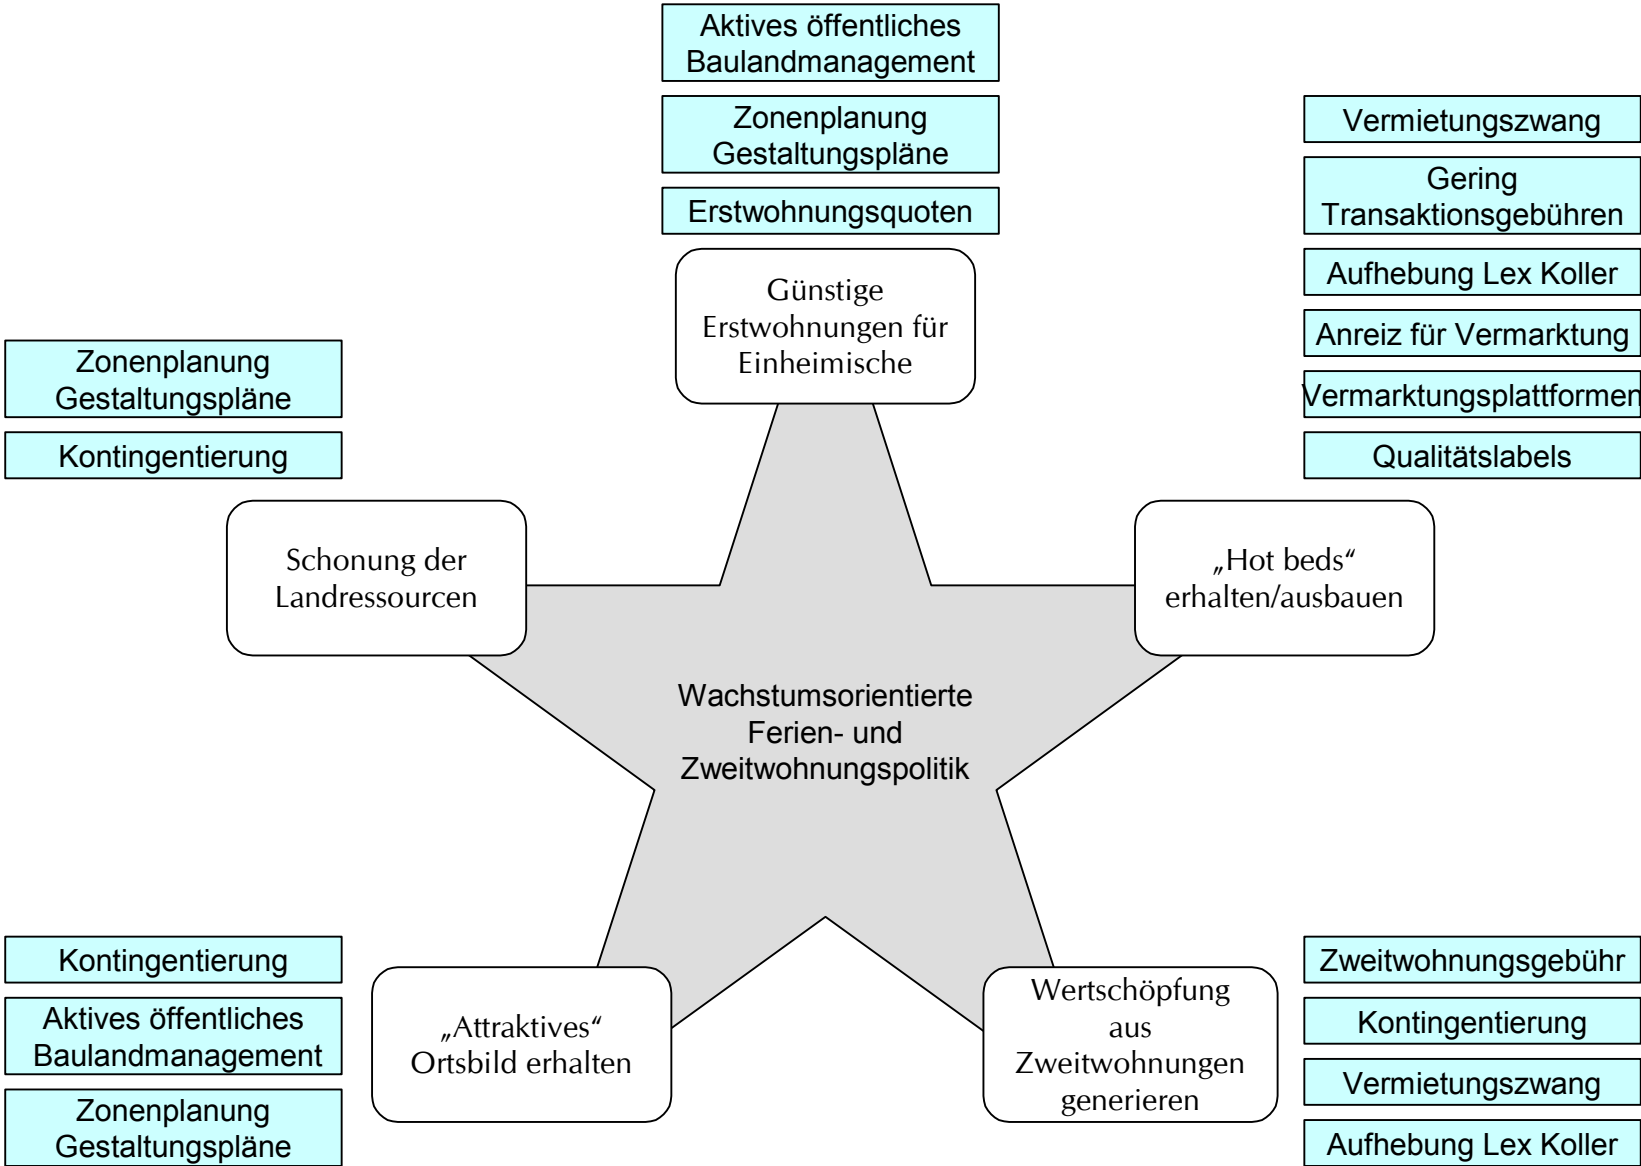 Aktives öffentliches
Baulandmanagement
Zonenplanung
Gestaltungspläne
Erstwohnungsquoten
Günstige
Erstwohnungen für
Einheimische
Vermietungszwang
Gering
Transaktionsgebühren
Aufhebung Lex Koller
Anreiz für Vermarktung
Vermarktungsplattformen
Qualitätslabels
„Hot beds“
erhalten/ausbauen
Zonenplanung
Gestaltungspläne
Kontingentierung
Schonung der
Landressourcen
Wachstumsorientierte
Ferien- und
Zweitwohnungspolitik
Kontingentierung
Aktives öffentliches
Baulandmanagement
Zonenplanung
Gestaltungspläne
„Attraktives“
Ortsbild erhalten
Wertschöpfung
aus
Zweitwohnungen
generieren
Zweitwohnungsgebühr
Kontingentierung
Vermietungszwang
Aufhebung Lex Koller